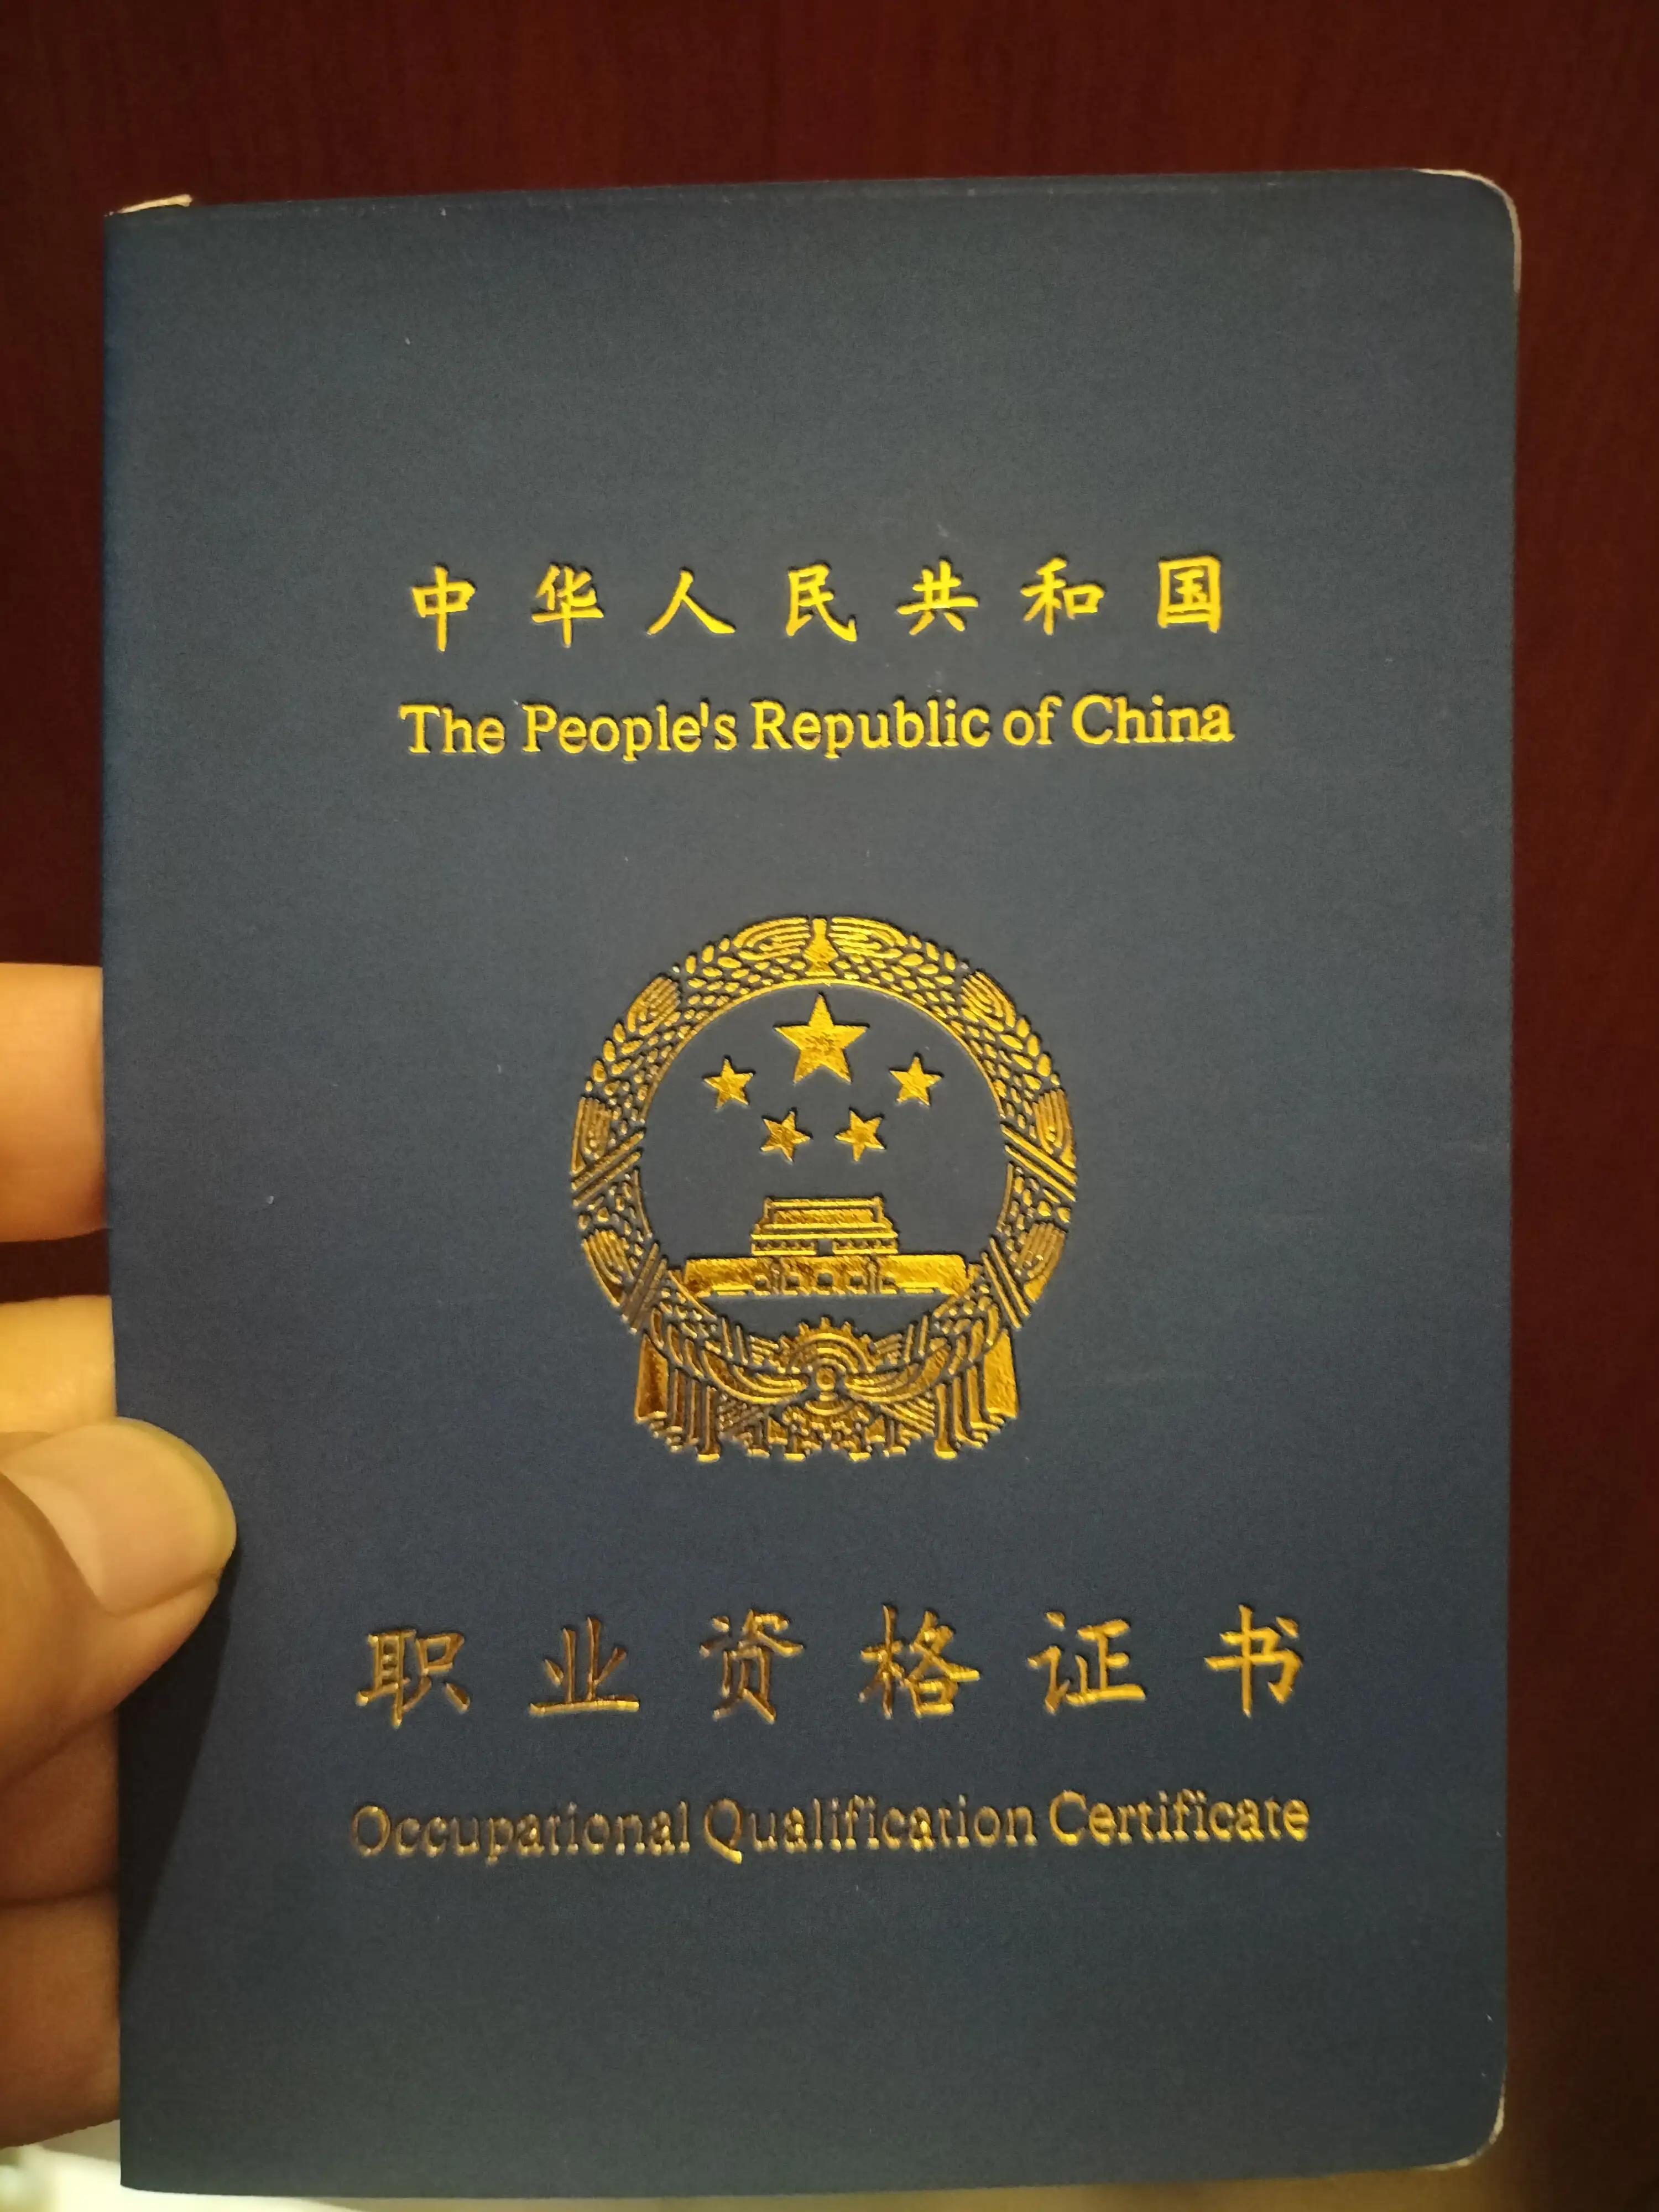 中华人民共和国
The People's Republic of China
职业资格证书
Occupational Qualification Certificate